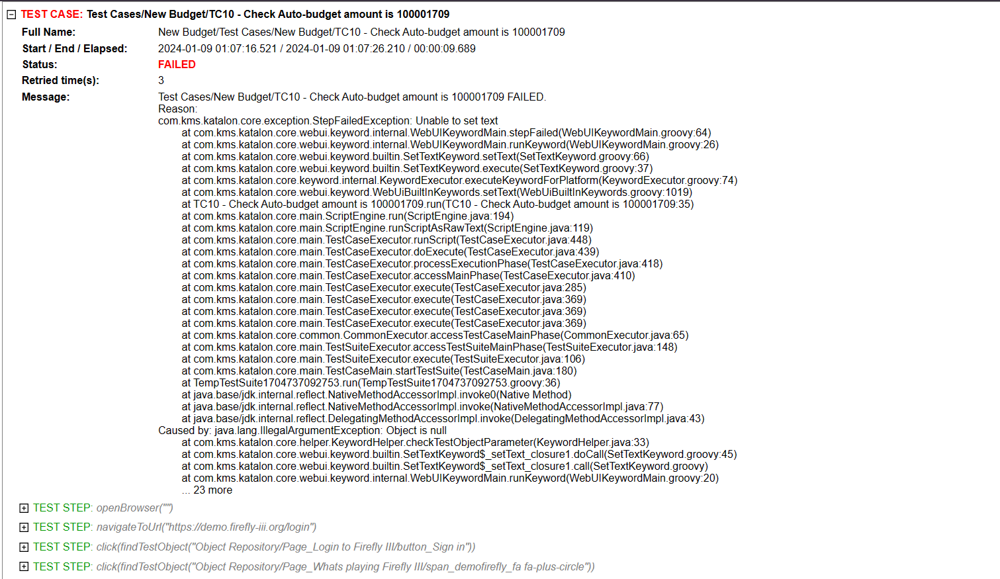 TEST CASE: Test Cases/New Budget/TC10 - Check Auto-budget amount is 100001709
Full Name: New Budget/Test Cases/New Budget/TC10 - Check Auto-budget amount is 100001709
Start / End / Elapsed: 2024-01-09 01:07:16.521 / 2024-01-09 01:07:26.210 / 00:00:09.689
Status: FAILED
Retried time(s): 3
Message: Test Cases/New Budget/TC10 - Check Auto-budget amount is 100001709 FAILED.
Reason:
com.kms.katalon.core.exception.StepFailedException: Unable to set text
at com.kms.katalon.core.webui.keyword.internal.WebUIKeywordMain.stepFailed(WebUIKeywordMain.groovy:64)
at com.kms.katalon.core.webui.keyword.internal.WebUIKeywordMain.runKeyword(WebUIKeywordMain.groovy:26)
at com.kms.katalon.core.webui.keyword.builtin.SetTextKeyword.setText(SetTextKeyword.groovy:66)
at com.kms.katalon.core.webui.keyword.builtin.SetTextKeyword.execute(SetTextKeyword.groovy:37)
at com.kms.katalon.core.keyword.internal.KeywordExecutor.executeKeywordForPlatform(KeywordExecutor.groovy:74)
at com.kms.katalon.core.webui.keyword.WebUiBuiltInKeywords.setText(WebUiBuiltInKeywords.groovy:1019)
at TC10 - Check Auto-budget amount is 100001709.run(TC10 - Check Auto-budget amount is 100001709:35)
at com.kms.katalon.core.main.ScriptEngine.run(ScriptEngine.java:194)
at com.kms.katalon.core.main.ScriptEngine.runScriptAsRawText(ScriptEngine.java:119)
at com.kms.katalon.core.main.TestCaseExecutor.runScript(TestCaseExecutor.java:448)
at com.kms.katalon.core.main.TestCaseExecutor.doExecute(TestCaseExecutor.java:439)
at com.kms.katalon.core.main.TestCaseExecutor.processExecutionPhase(TestCaseExecutor.java:418)
at com.kms.katalon.core.main.TestCaseExecutor.accessMainPhase(TestCaseExecutor.java:410)
at com.kms.katalon.core.main.TestCaseExecutor.execute(TestCaseExecutor.java:285)
at com.kms.katalon.core.main.TestCaseExecutor.execute(TestCaseExecutor.java:369)
at com.kms.katalon.core.main.TestCaseExecutor.execute(TestCaseExecutor.java:369)
at com.kms.katalon.core.main.TestCaseExecutor.execute(TestCaseExecutor.java:369)
at com.kms.katalon.core.common.CommonExecutor.accessTestCaseMainPhase(CommonExecutor.java:65)
at com.kms.katalon.core.main.TestSuiteExecutor.accessTestSuiteMainPhase(TestSuiteExecutor.java:148)
at com.kms.katalon.core.main.TestSuiteExecutor.execute(TestSuiteExecutor.java:106)
at com.kms.katalon.core.main.TestCaseMain.startTestSuite(TestCaseMain.java:180)
at TempTestSuite1704737092753.run(TempTestSuite1704737092753.groovy:36)
at java.base/jdk.internal.reflect.NativeMethodAccessorImpl.invoke0(Native Method)
at java.base/jdk.internal.reflect.NativeMethodAccessorImpl.invoke(NativeMethodAccessorImpl.java:77)
at java.base/jdk.internal.reflect.DelegatingMethodAccessorImpl.invoke(DelegatingMethodAccessorImpl.java:43)
Caused by: java.lang.IllegalArgumentException: Object is null
at com.kms.katalon.core.helper.KeywordHelper.checkTestObjectParameter(KeywordHelper.java:33)
at com.kms.katalon.core.webui.keyword.builtin.SetTextKeyword$_setText_closure1.doCall(SetTextKeyword.groovy:45)
at com.kms.katalon.core.webui.keyword.builtin.SetTextKeyword$_setText_closure1.call(SetTextKeyword.groovy)
at com.kms.katalon.core.webui.keyword.internal.WebUIKeywordMain.runKeyword(WebUIKeywordMain.groovy:20)
... 23 more
TEST STEP: openBrowser("")
TEST STEP: navigateToUrl("https://demo.firefly-iii.org/login")
TEST STEP: click(findTestObject("Object Repository/Page_Login to Firefly III/button_Sign in"))
TEST STEP: click(findTestObject("Object Repository/Page_Whats playing Firefly III/span_demofirefly_fa fa-plus-circle"))